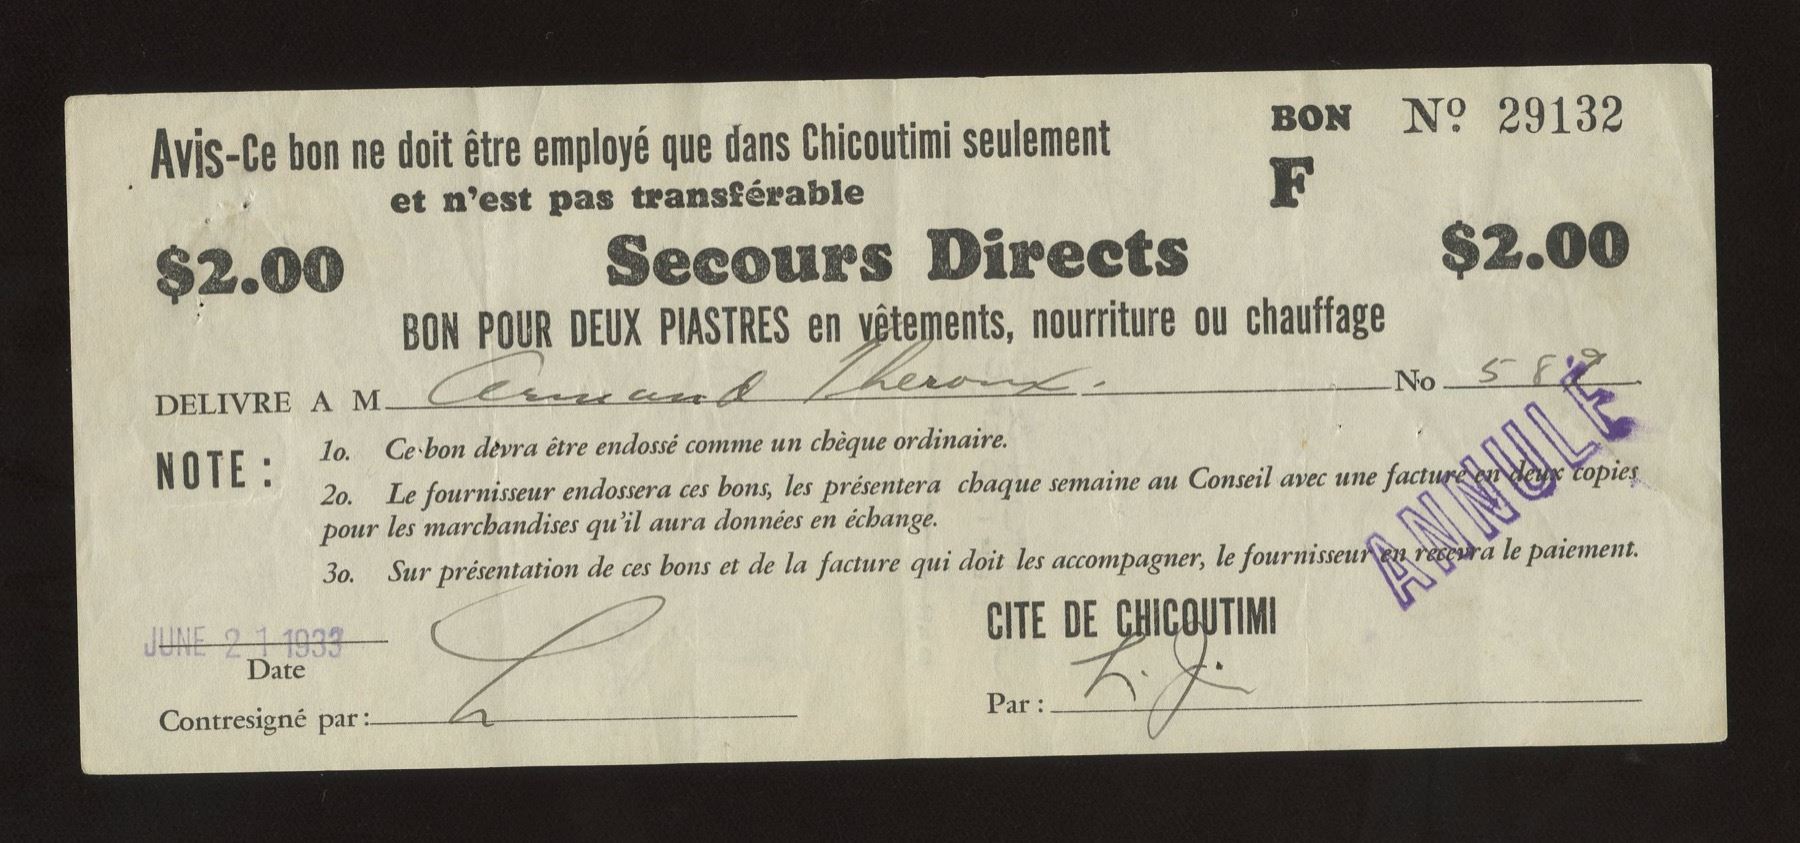 Avis-Ce bon ne doit être employé que dans Chicoutimi seulement
et n'est pas transférable
BON Nº 29132
F
$2.00 Secours Directs $2.00
BON POUR DEUX PIASTRES en vêtements, nourriture ou chauffage
DELIVRE A M Armand Theroux. No 582
NOTE :
1o. Ce bon devra être endossé comme un chèque ordinaire.
2o. Le fournisseur endossera ces bons, les présentera chaque semaine au Conseil avec une facture en deux copies
pour les marchandises qu'il aura données en échange.
3o. Sur présentation de ces bons et de la facture qui doit les accompagner, le fournisseur en recevra le paiement.
ANNULÉ
CITE DE CHICOUTIMI
JUNE 21 1933
Date
Contresigné par :
Par : L. J.